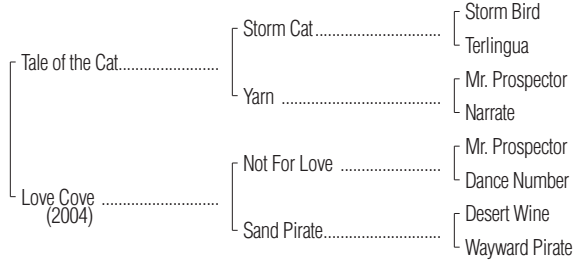 Storm Bird
Storm Cat
Terlingua
Tale of the Cat
Mr. Prospector
Yarn
Narrate
Mr. Prospector
Not For Love
Dance Number
Love Cove
(2004)
Desert Wine
Sand Pirate
Wayward Pirate